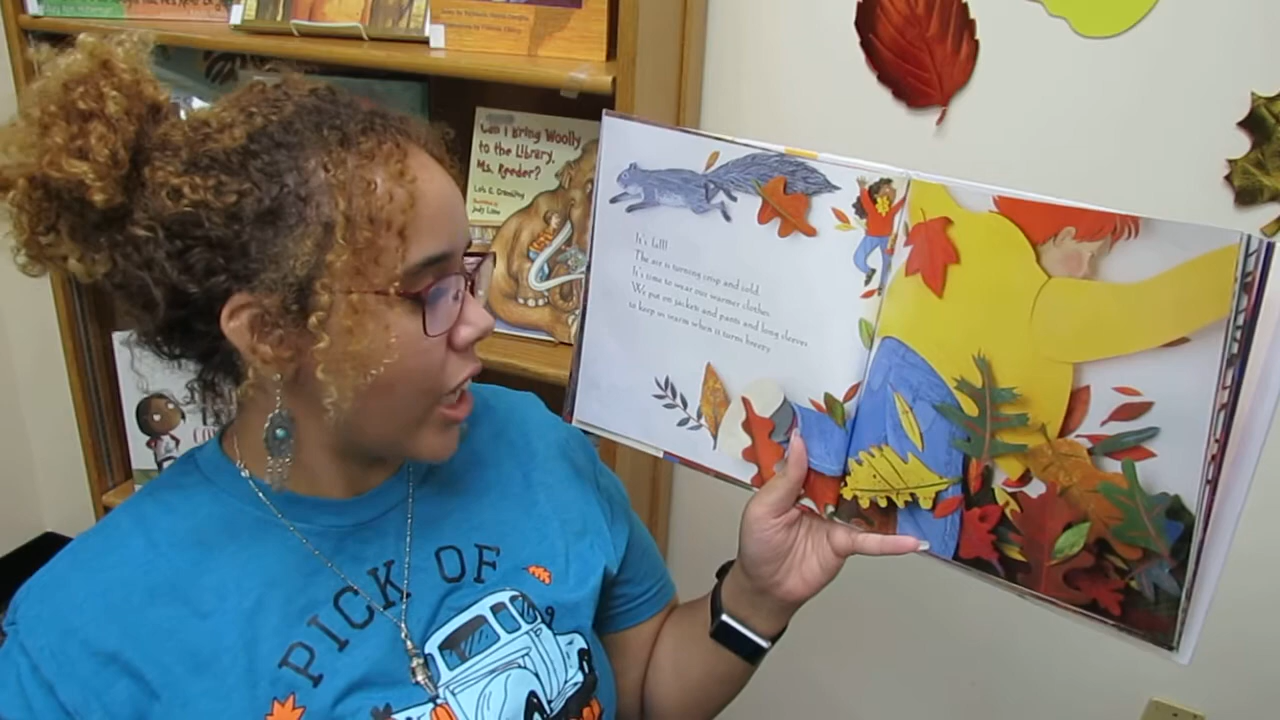 Can I Bring Woolly
to the Library,
Ms. Reeder?
Lois G. Grambling
Illustrated by
Judy Love
It's fall!
The air is turning crisp and cold.
It's time to wear our warmer clothes.
We put on jackets and pants and long sleeves
to keep us warm when it turns breezy.
PICK OF